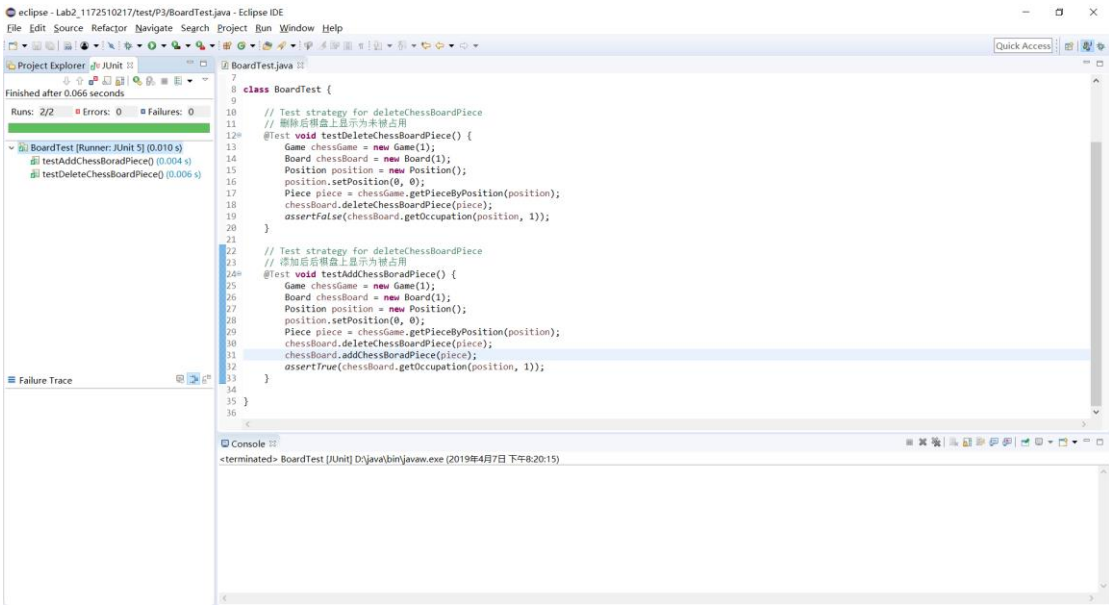 eclipse - Lab2_1172510217/test/P3/BoardTest.java - Eclipse IDE
File Edit Source Refactor Navigate Search Project Run Window Help
Quick Access
Project Explorer JUnit
BoardTest.java
Finished after 0.066 seconds
Runs: 2/2 Errors: 0 Failures: 0
BoardTest [Runner: JUnit 5] (0.010 s)
testAddChessBoradPiece() (0.004 s)
testDeleteChessBoardPiece() (0.006 s)
7
8 class BoardTest {
9
10 // Test strategy for deleteChessBoardPiece
11 // 删除后棋盘上显示为未被占用
12 @Test void testDeleteChessBoardPiece() {
13 Game chessGame = new Game(1);
14 Board chessBoard = new Board(1);
15 Position position = new Position();
16 position.setPosition(0, 0);
17 Piece piece = chessGame.getPieceByPosition(position);
18 chessBoard.deleteChessBoardPiece(piece);
19 assertFalse(chessBoard.getOccupation(position, 1));
20 }
21
22 // Test strategy for deleteChessBoardPiece
23 // 添加后后棋盘上显示为被占用
24 @Test void testAddChessBoradPiece() {
25 Game chessGame = new Game(1);
26 Board chessBoard = new Board(1);
27 Position position = new Position();
28 position.setPosition(0, 0);
29 Piece piece = chessGame.getPieceByPosition(position);
30 chessBoard.deleteChessBoardPiece(piece);
31 chessBoard.addChessBoradPiece(piece);
32 assertTrue(chessBoard.getOccupation(position, 1));
33 }
34
35 }
36
Failure Trace
Console
<terminated> BoardTest [JUnit] D:\java\bin\javaw.exe (2019年4月7日 下午8:20:15)